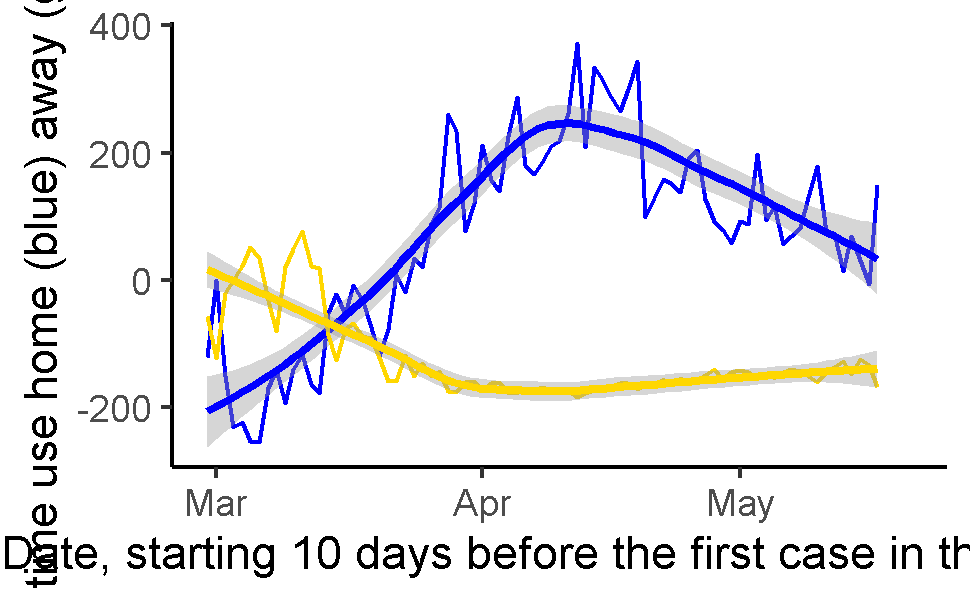 time use home (blue) away (
400
200
0
-200
Mar Apr May
Date, starting 10 days before the first case in th